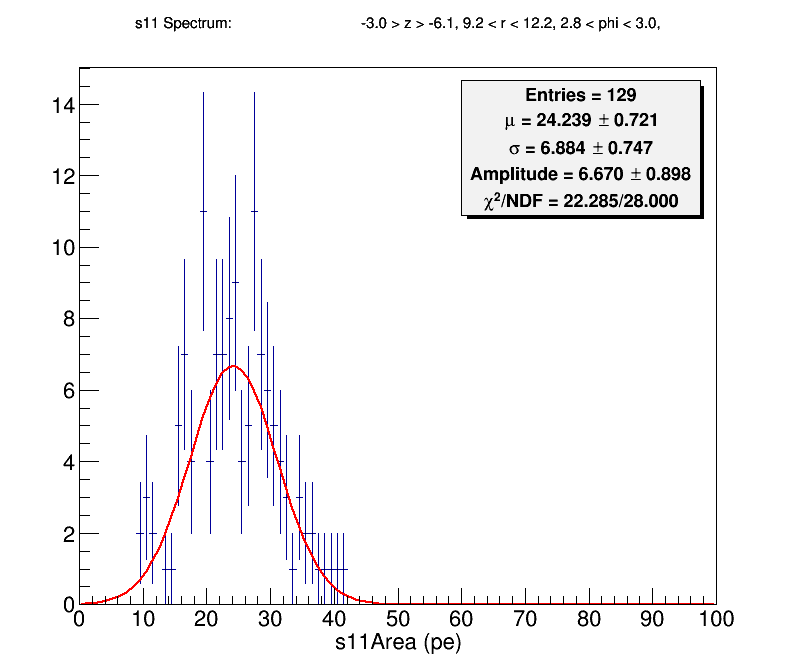 s11 Spectrum: -3.0 > z > -6.1, 9.2 < r < 12.2, 2.8 < phi < 3.0,
Entries = 129
μ = 24.239 ± 0.721
σ = 6.884 ± 0.747
Amplitude = 6.670 ± 0.898
χ²/NDF = 22.285/28.000
14
12
10
8
6
4
2
0
0 10 20 30 40 50 60 70 80 90 100
s11Area (pe)